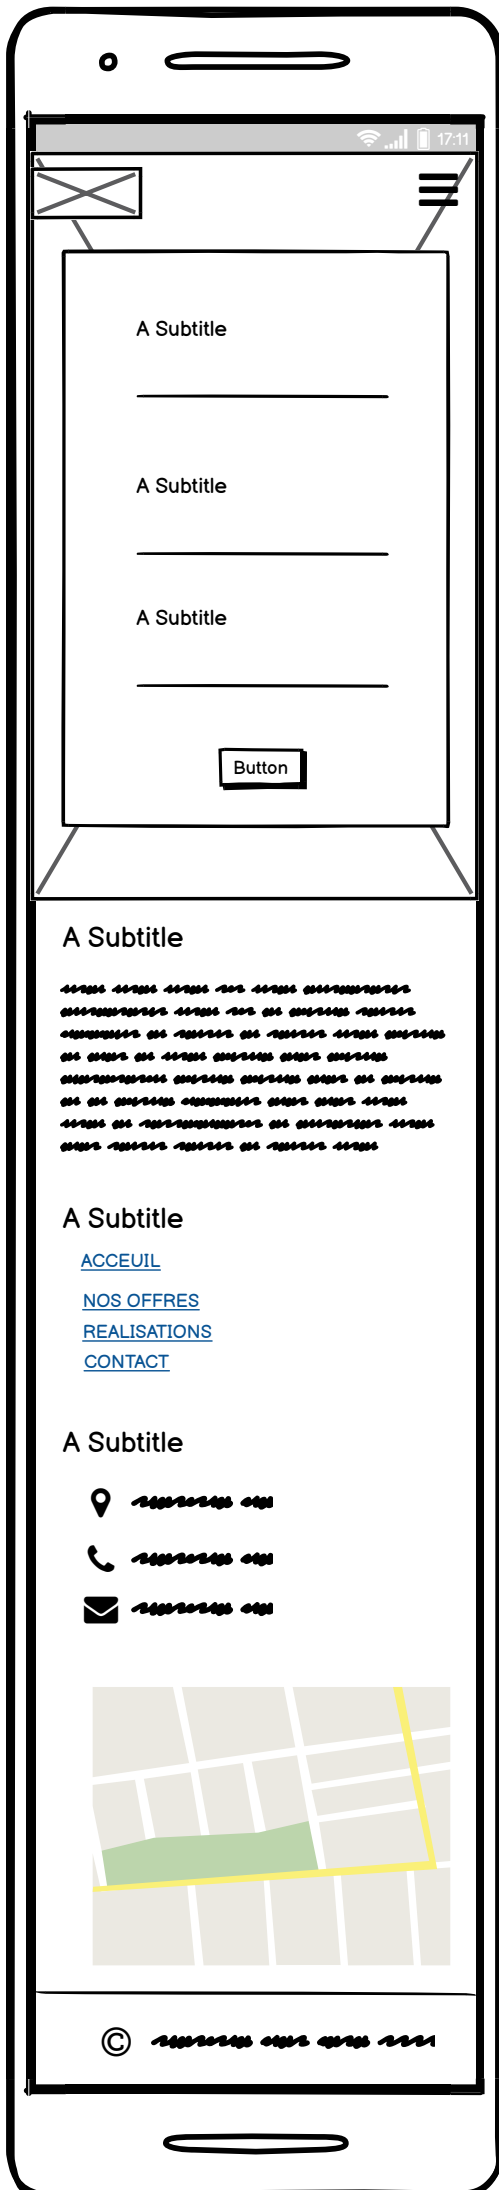 17:11
A Subtitle
A Subtitle
A Subtitle
Button
A Subtitle
A Subtitle
ACCEUIL
NOS OFFRES
REALISATIONS
CONTACT
A Subtitle
©